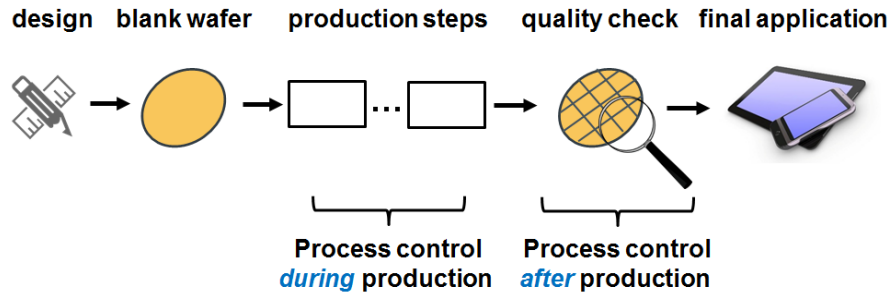 design blank wafer production steps quality check final application
...
Process control
during production
Process control
after production